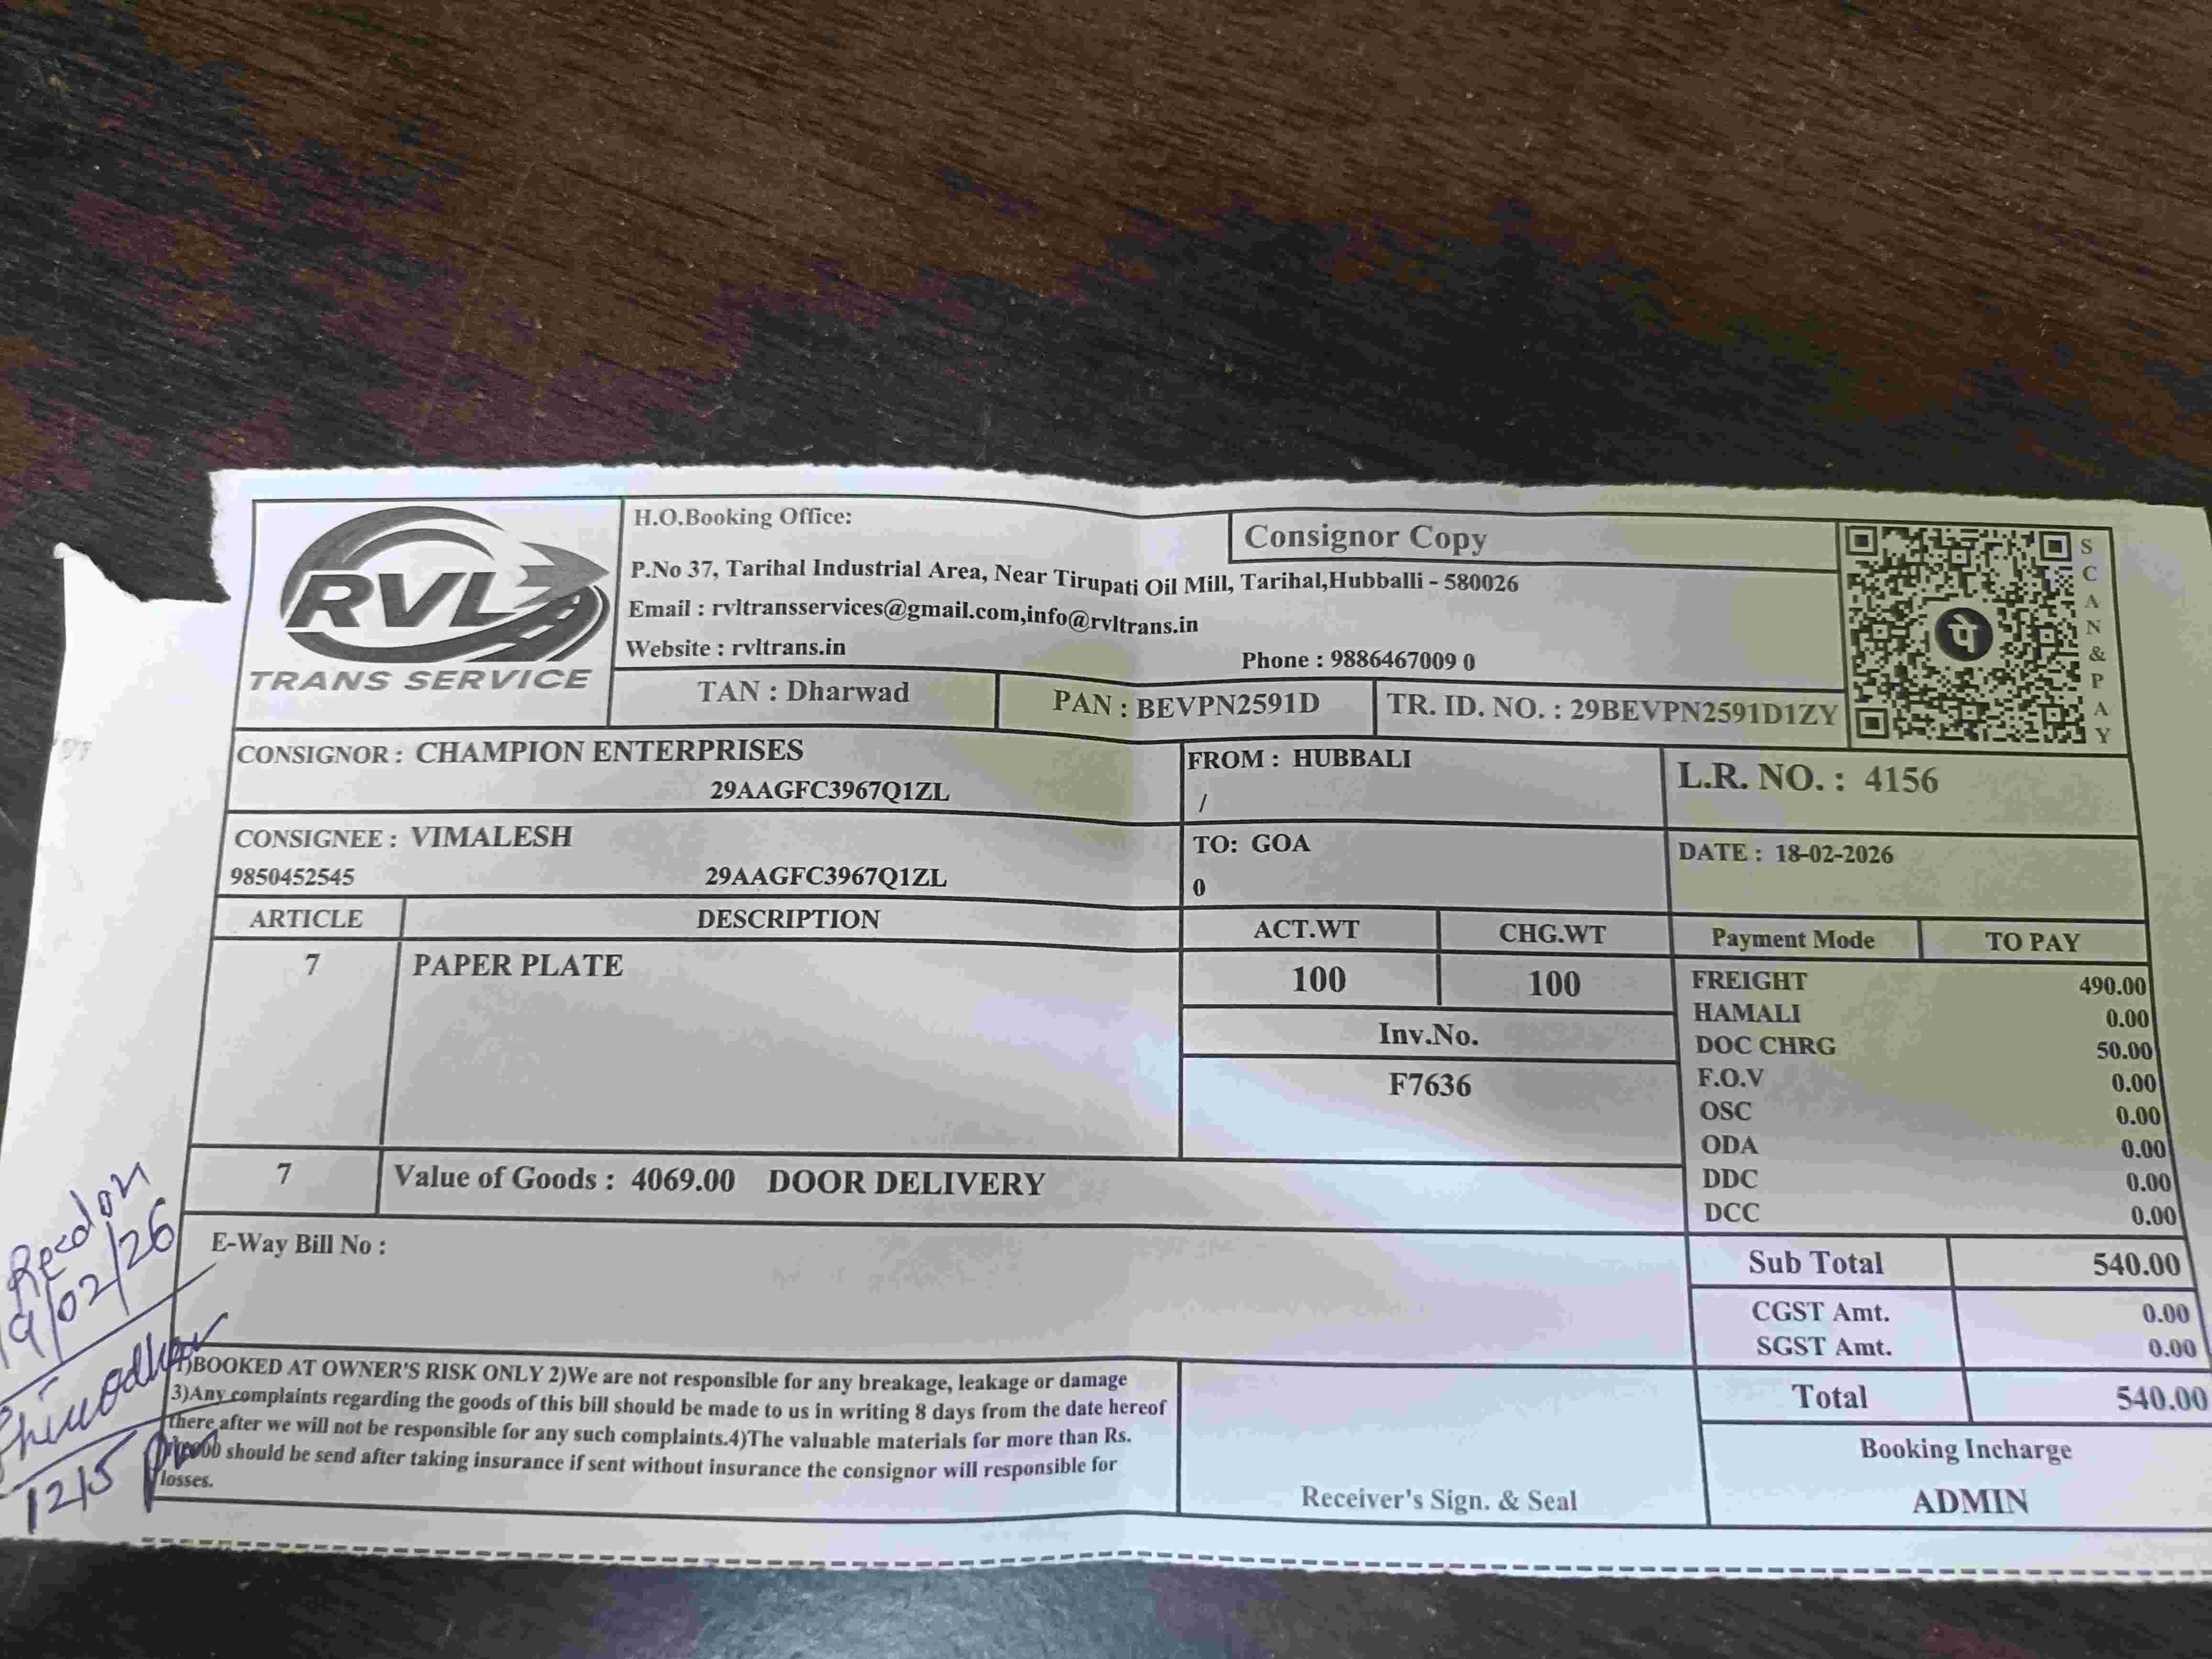 RVL
TRANS SERVICE
H.O.Booking Office:
Consignor Copy
P.No 37, Tarihal Industrial Area, Near Tirupati Oil Mill, Tarihal,Hubballi - 580026
Email : rvltransservices@gmail.com,info@rvltrans.in
Website : rvltrans.in
Phone : 9886467009 0
TAN : Dharwad
PAN : BEVPN2591D
TR. ID. NO. : 29BEVPN2591D1ZY
पे
SCAN&PAY
CONSIGNOR : CHAMPION ENTERPRISES
29AAGFC3967Q1ZL
FROM : HUBBALI
/
L.R. NO. : 4156
CONSIGNEE : VIMALESH
9850452545 29AAGFC3967Q1ZL
TO: GOA
0
DATE : 18-02-2026
ARTICLE DESCRIPTION ACT.WT CHG.WT Payment Mode TO PAY
7 PAPER PLATE 100 100
Inv.No.
F7636
FREIGHT 490.00
HAMALI 0.00
DOC CHRG 50.00
F.O.V 0.00
OSC 0.00
ODA 0.00
DDC 0.00
DCC 0.00
7 Value of Goods : 4069.00 DOOR DELIVERY
E-Way Bill No :
Sub Total 540.00
CGST Amt. 0.00
SGST Amt. 0.00
Total 540.00
1)BOOKED AT OWNER'S RISK ONLY 2)We are not responsible for any breakage, leakage or damage
3)Any complaints regarding the goods of this bill should be made to us in writing 8 days from the date hereof
there after we will not be responsible for any such complaints.4)The valuable materials for more than Rs.
should be send after taking insurance if sent without insurance the consignor will responsible for
losses.
Receiver's Sign. & Seal
Booking Incharge
ADMIN
Recd on
19/02/26
1215 pm